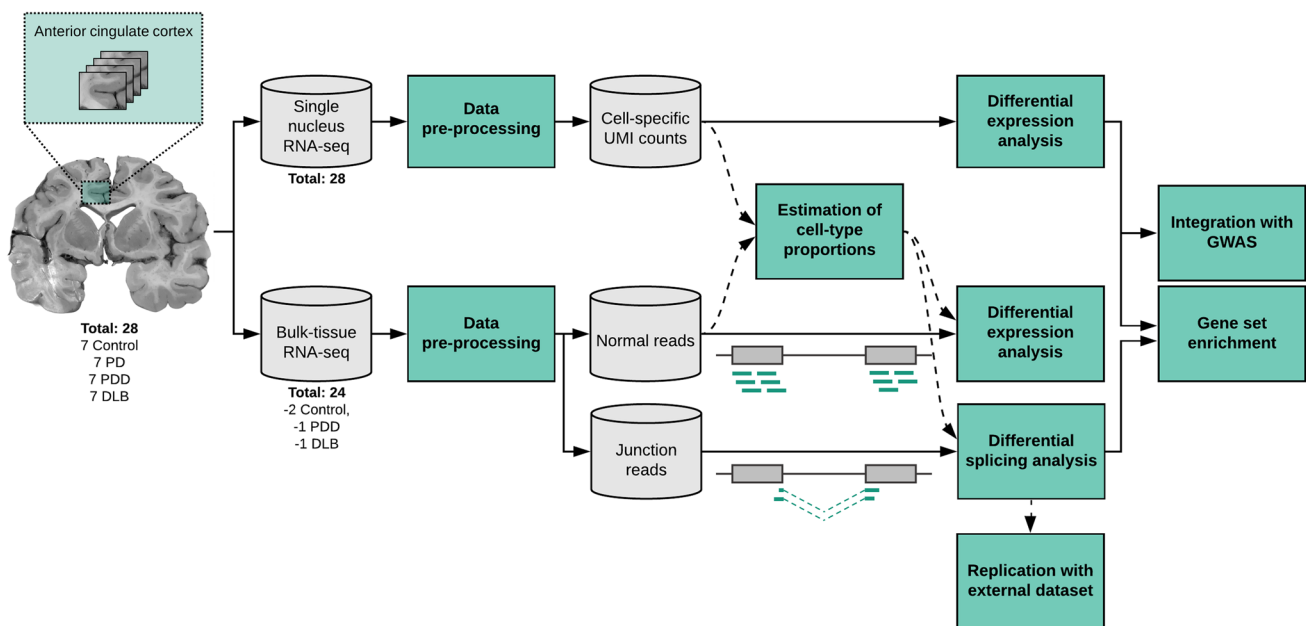 Anterior cingulate cortex
Total: 28
7 Control
7 PD
7 PDD
7 DLB
Single
nucleus
RNA-seq
Total: 28
Data
pre-processing
Cell-specific
UMI counts
Differential
expression
analysis
Estimation of
cell-type
proportions
Integration with
GWAS
Bulk-tissue
RNA-seq
Total: 24
-2 Control,
-1 PDD
-1 DLB
Data
pre-processing
Normal reads
Differential
expression
analysis
Gene set
enrichment
Junction
reads
Differential
splicing analysis
Replication with
external dataset